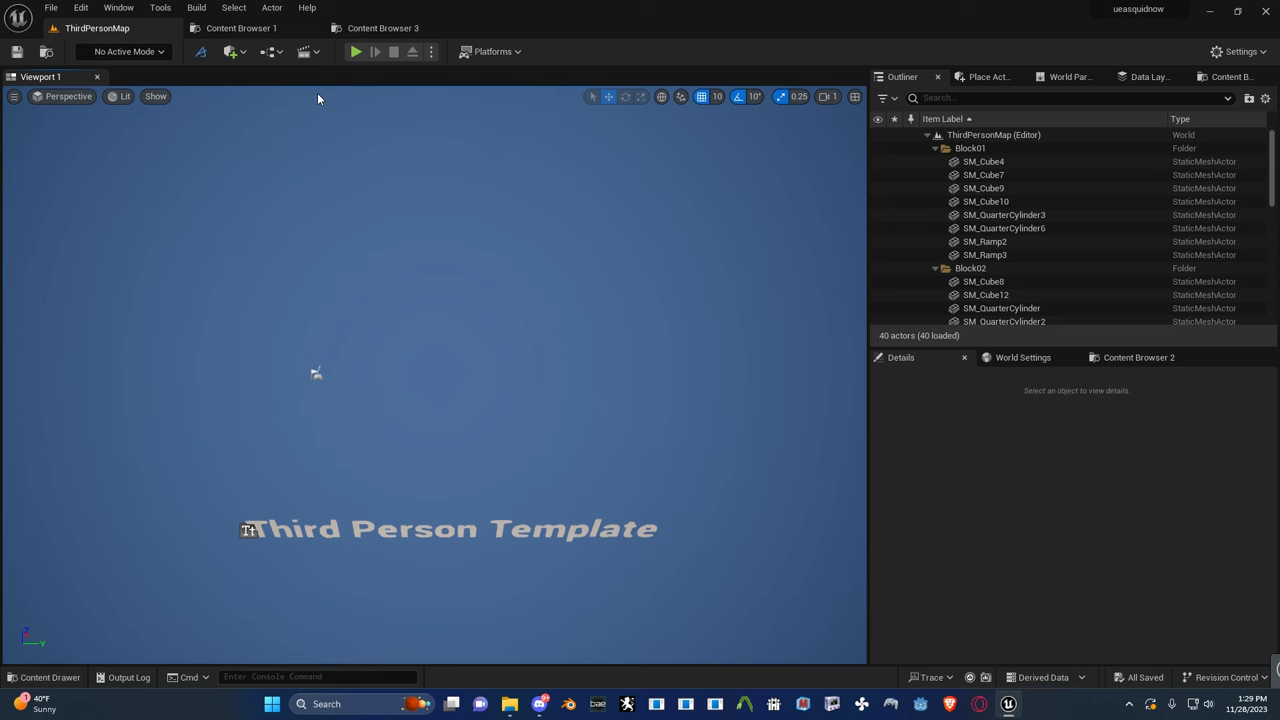 File Edit Window Tools Build Select Actor Help
ueasquidnow
ThirdPersonMap Content Browser 1 Content Browser 3
No Active Mode Platforms Settings
Viewport 1
Outliner Place Act... World Par... Data Lay... Content B...
Perspective Lit Show 10 10° 0.25 1
Search...
Item Label Type
ThirdPersonMap (Editor) World
Block01 Folder
SM_Cube4 StaticMeshActor
SM_Cube7 StaticMeshActor
SM_Cube9 StaticMeshActor
SM_Cube10 StaticMeshActor
SM_QuarterCylinder3 StaticMeshActor
SM_QuarterCylinder6 StaticMeshActor
SM_Ramp2 StaticMeshActor
SM_Ramp3 StaticMeshActor
Block02 Folder
SM_Cube8 StaticMeshActor
SM_Cube12 StaticMeshActor
SM_QuarterCylinder StaticMeshActor
SM_QuarterCylinder2 StaticMeshActor
40 actors (40 loaded)
Details World Settings Content Browser 2
Select an object to view details.
Tt Third Person Template
Z
Y
Content Drawer Output Log Cmd Enter Console Command Trace Derived Data All Saved Revision Control
1
40°F
Sunny
Search
bae
9+
1:29 PM
11/28/2023